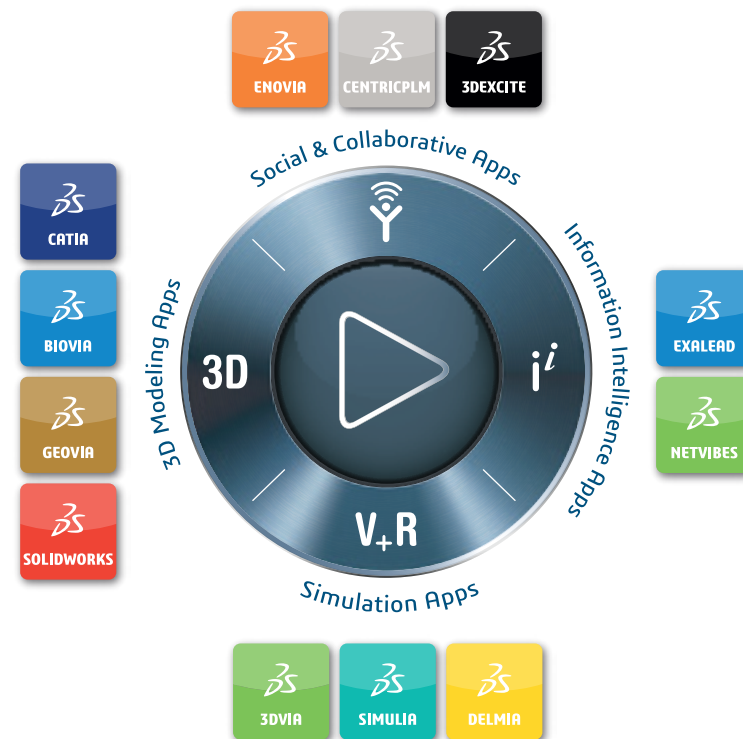 ENOVIA
CENTRICPLM
3DEXCITE
Social & Collaborative Apps
CATIA
BIOVIA
GEOVIA
SOLIDWORKS
3D Modeling Apps
3D
i i
Information Intelligence Apps
EXALEAD
NETVIBES
V+R
Simulation Apps
3DVIA
SIMULIA
DELMIA